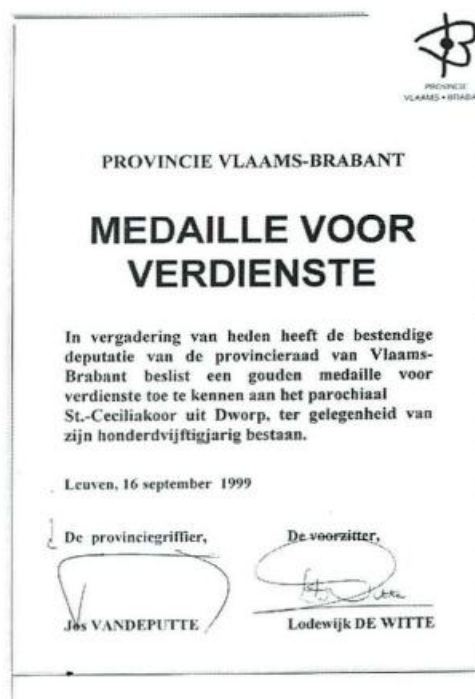 PROVINCIE
VLAAMS • BRABA
PROVINCIE VLAAMS-BRABANT
MEDAILLE VOOR
VERDIENSTE
In vergadering van heden heeft de bestendige
deputatie van de provincieraad van Vlaams-
Brabant beslist een gouden medaille voor
verdienste toe te kennen aan het parochiaal
St.-Ceciliakoor uit Dworp, ter gelegenheid van
zijn honderdvijftigjarig bestaan.
Leuven, 16 september 1999
De provinciegriffier, De voorzitter,
Jos VANDEPUTTE Lodewijk DE WITTE